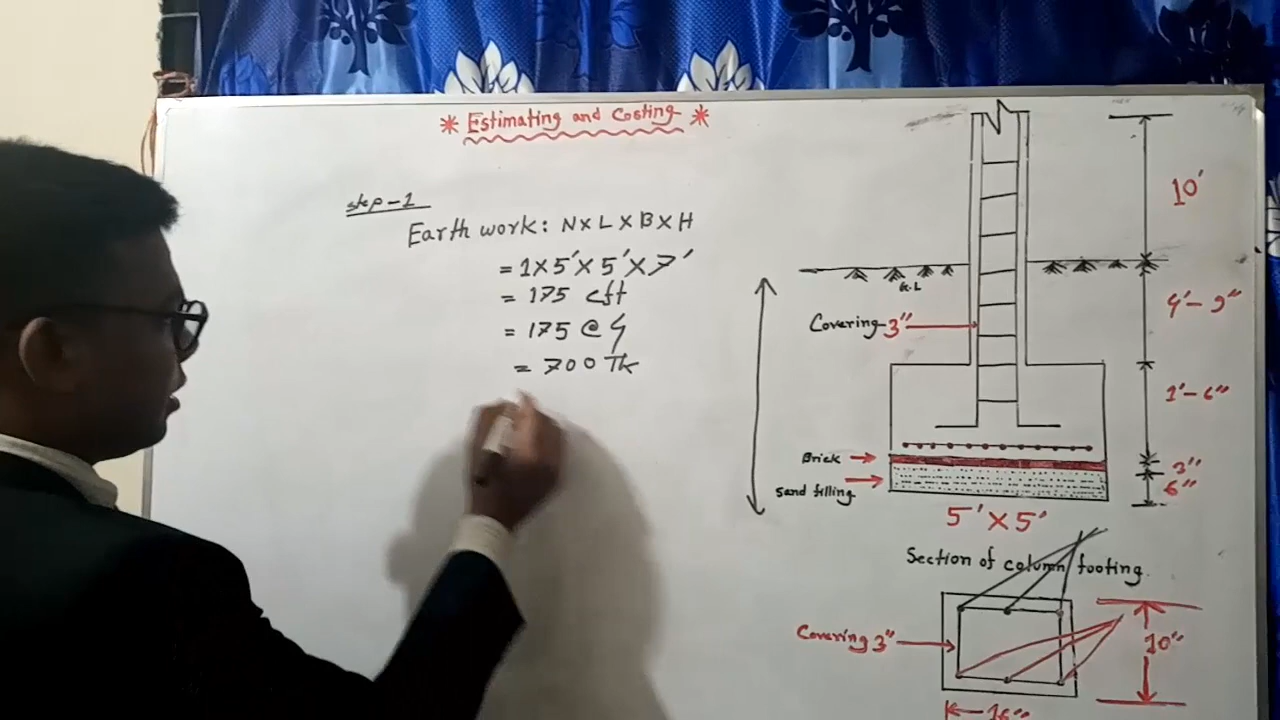 * Estimating and Costing *
Step-1
Earth work: N×L×B×H
= 1×5'×5'×7'
= 175 cft
= 175 @ 4
= 700 Tk
10'
G.L
4'-9"
Covering 3"
1'-6"
Brick
3"
Sand filling
6"
5'×5'
Section of column footing
Covering 3"
10"
16"